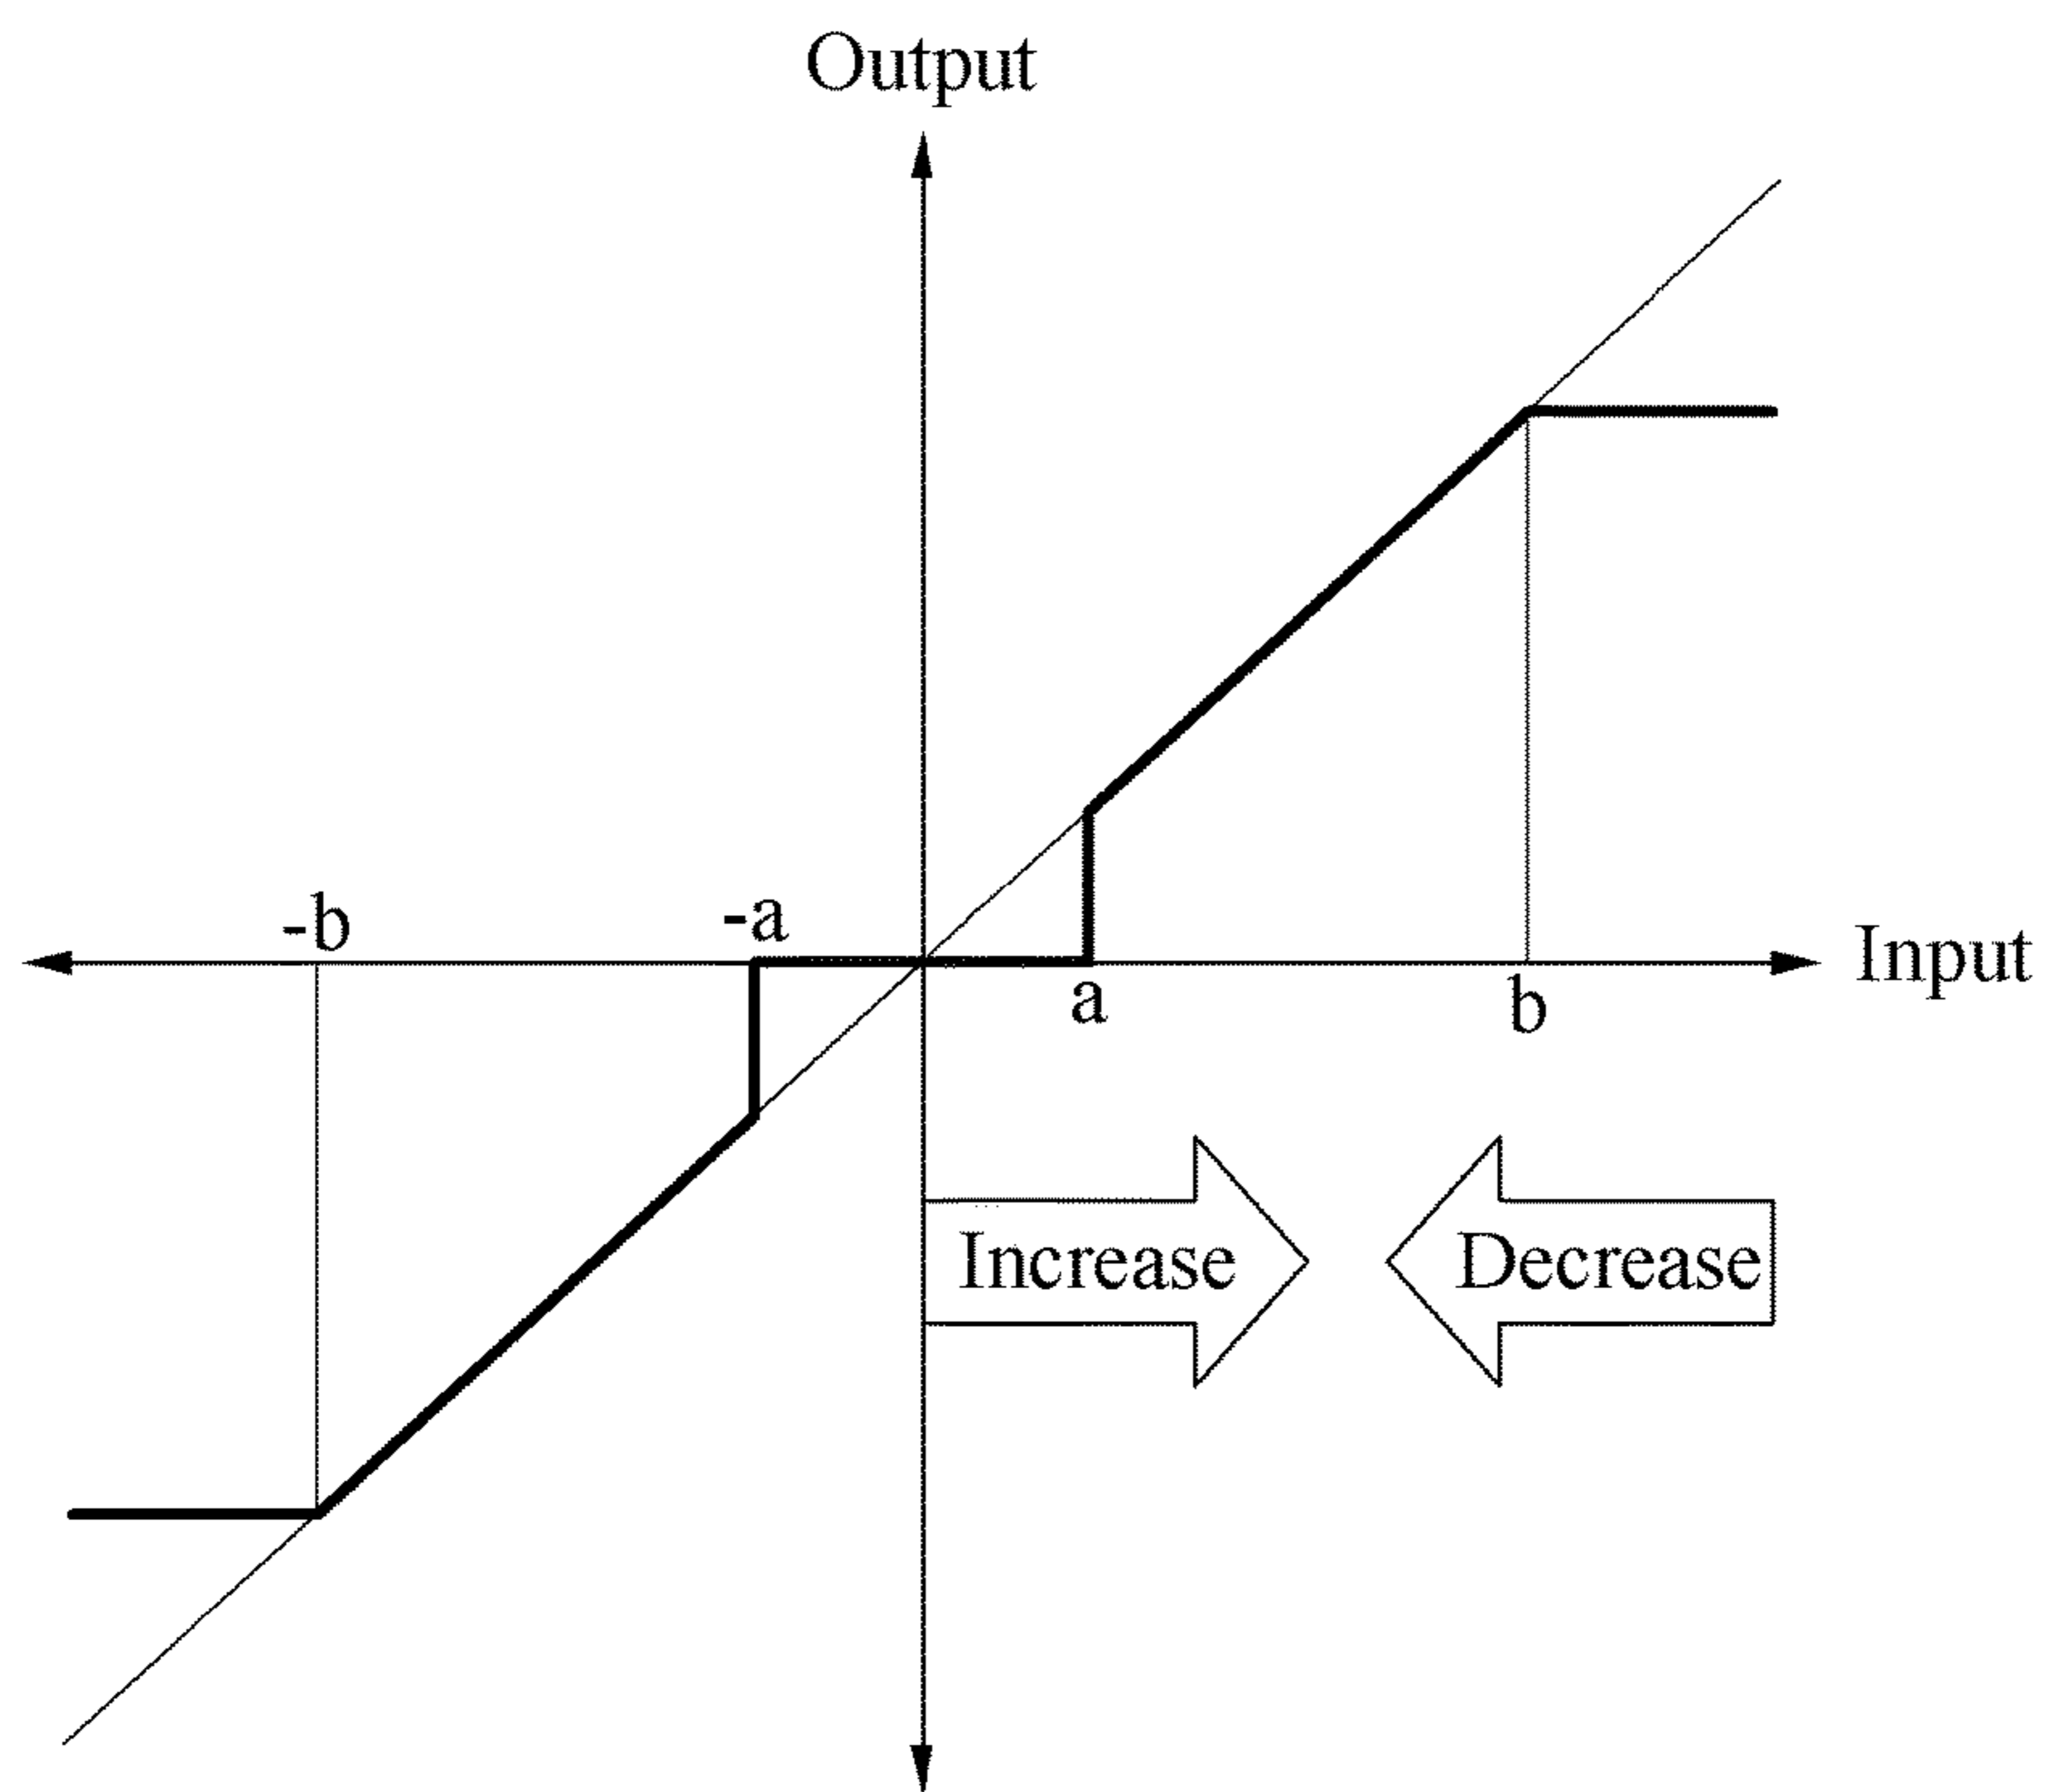 Output
-b
-a
Input
a
b
Increase
Decrease